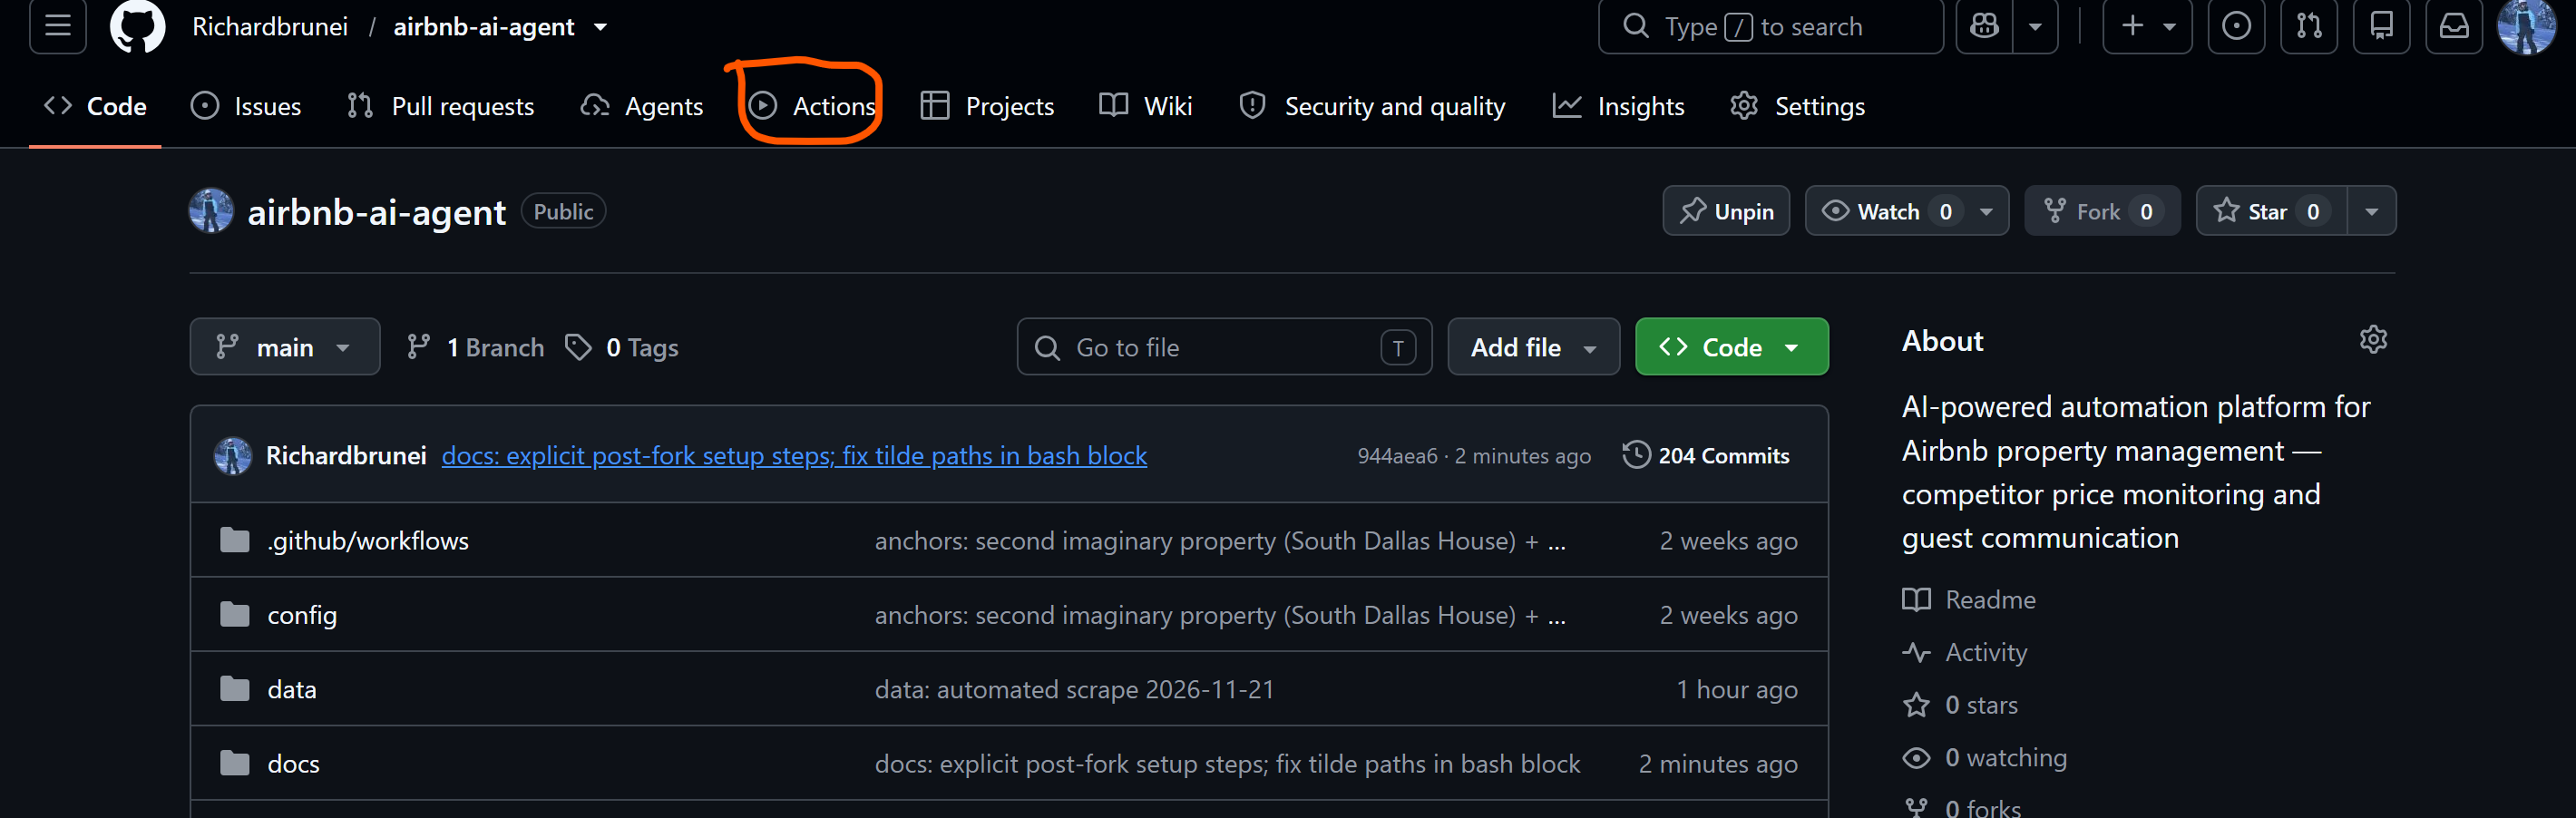 Richardbrunei / airbnb-ai-agent
Type / to search
Code Issues Pull requests Agents Actions Projects Wiki Security and quality Insights Settings
airbnb-ai-agent Public
Unpin Watch 0 Fork 0 Star 0
main 1 Branch 0 Tags
Go to file T Add file Code
Richardbrunei docs: explicit post-fork setup steps; fix tilde paths in bash block 944aea6 · 2 minutes ago 204 Commits
.github/workflows anchors: second imaginary property (South Dallas House) + ... 2 weeks ago
config anchors: second imaginary property (South Dallas House) + ... 2 weeks ago
data data: automated scrape 2026-11-21 1 hour ago
docs docs: explicit post-fork setup steps; fix tilde paths in bash block 2 minutes ago
About
AI-powered automation platform for
Airbnb property management —
competitor price monitoring and
guest communication
Readme
Activity
0 stars
0 watching
0 forks